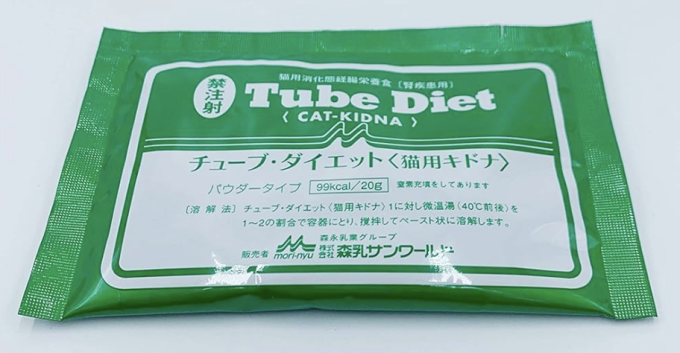 猫用消化態経腸栄養食(腎疾患用)
禁注射
Tube Diet
〈 CAT-KIDNA 〉
チューブ・ダイエット〈猫用キドナ〉
パウダータイプ 99kcal/20g 窒素充填をしてあります
〔溶解法〕チューブ・ダイエット〈猫用キドナ〉1に対し微温湯(40℃前後)を
1〜2の割合で容器にとり、攪拌してペースト状に溶解します。
森永乳業グループ
販売者 mori-nyu 株式会社 森乳サンワールド